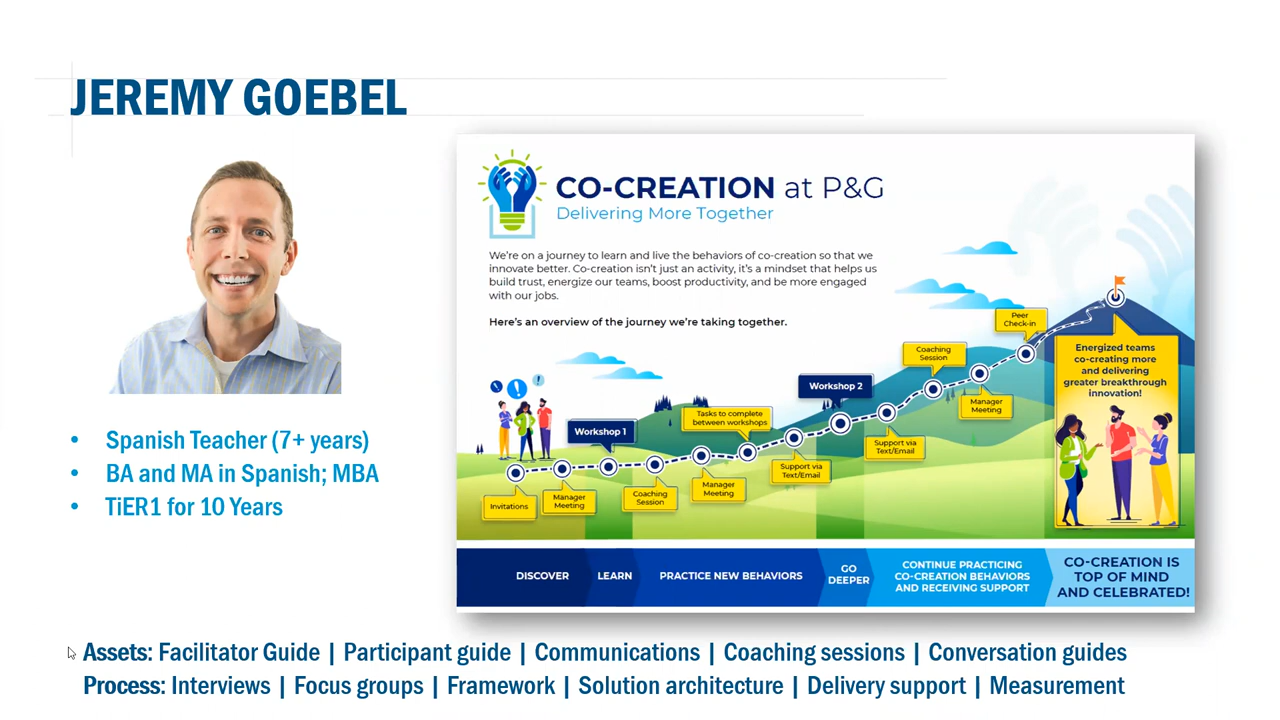 JEREMY GOEBEL
• Spanish Teacher (7+ years)
• BA and MA in Spanish; MBA
• TiER1 for 10 Years
CO-CREATION at P&G
Delivering More Together
We're on a journey to learn and live the behaviors of co-creation so that we
innovate better. Co-creation isn't just an activity, it's a mindset that helps us
build trust, energize our teams, boost productivity, and be more engaged
with our jobs.
Here's an overview of the journey we're taking together.
Invitations
Manager
Meeting
Workshop 1
Coaching
Session
Manager
Meeting
Tasks to complete
between workshops
Support via
Text/Email
Workshop 2
Support via
Text/Email
Coaching
Session
Manager
Meeting
Peer
Check-in
Energized teams
co-creating more
and delivering
greater breakthrough
innovation!
DISCOVER
LEARN
PRACTICE NEW BEHAVIORS
GO
DEEPER
CONTINUE PRACTICING
CO-CREATION BEHAVIORS
AND RECEIVING SUPPORT
CO-CREATION IS
TOP OF MIND
AND CELEBRATED!
Assets: Facilitator Guide | Participant guide | Communications | Coaching sessions | Conversation guides
Process: Interviews | Focus groups | Framework | Solution architecture | Delivery support | Measurement